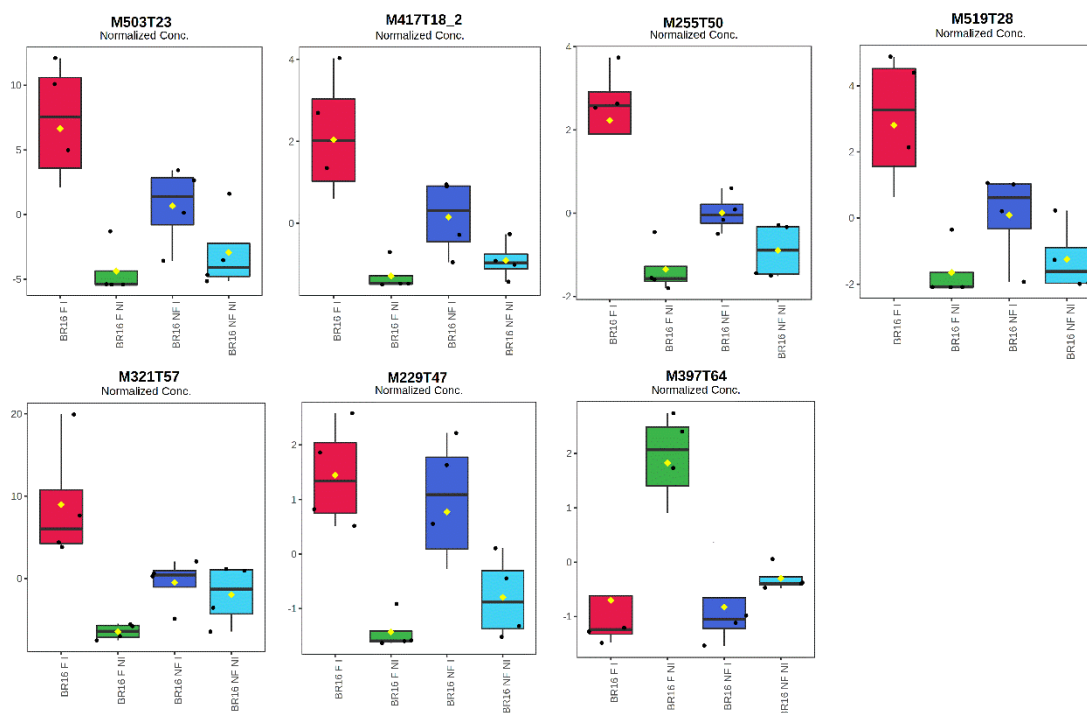 M503T23
Normalized Conc.
10
5
0
-5
BR16 F I
BR16 F NI
BR16 NF I
BR16 NF NI
M417T18_2
Normalized Conc.
4
2
0
BR16 F I
BR16 F NI
BR16 NF I
BR16 NF NI
M255T50
Normalized Conc.
4
2
0
-2
BR16 F I
BR16 F NI
BR16 NF I
BR16 NF NI
M519T28
Normalized Conc.
4
2
0
-2
BR16 F I
BR16 F NI
BR16 NF I
BR16 NF NI
M321T57
Normalized Conc.
20
10
0
BR16 F I
BR16 F NI
BR16 NF I
BR16 NF NI
M229T47
Normalized Conc.
2
1
0
-1
BR16 F I
BR16 F NI
BR16 NF I
BR16 NF NI
M397T64
Normalized Conc.
2
1
0
-1
BR16 F I
BR16 F NI
BR16 NF I
BR16 NF NI